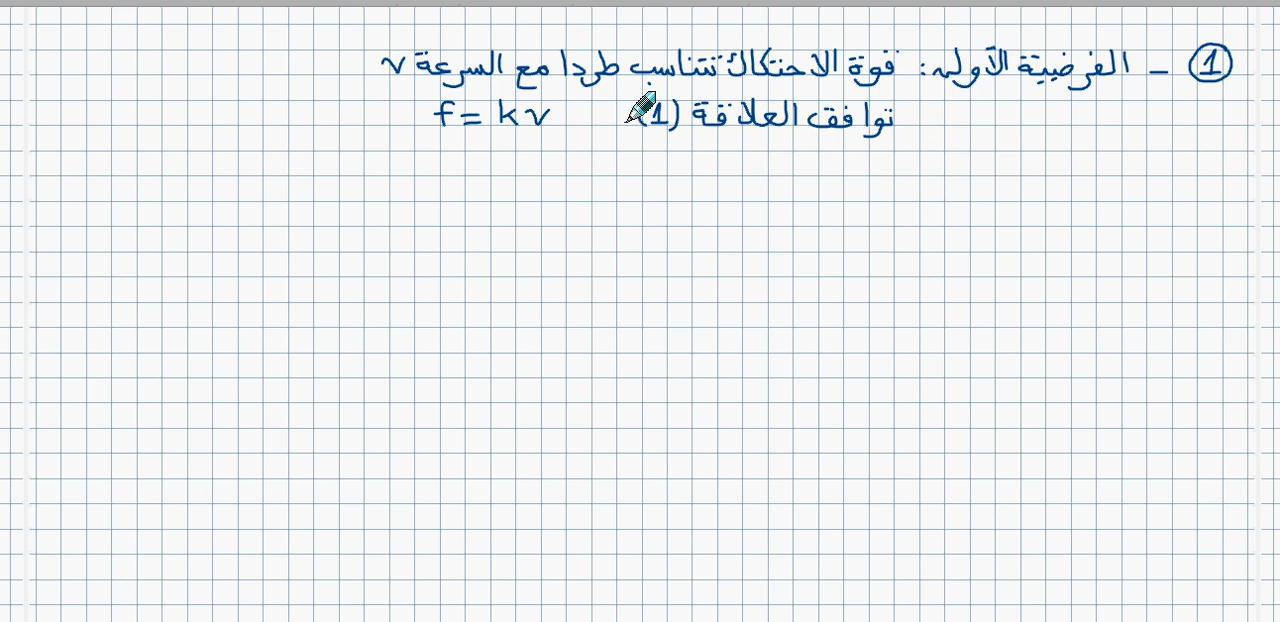 ① - الفرضية الأولى: قوة الاحتكاك تتناسب طردا مع السرعة v
توافق العلاقة (1) f = kv